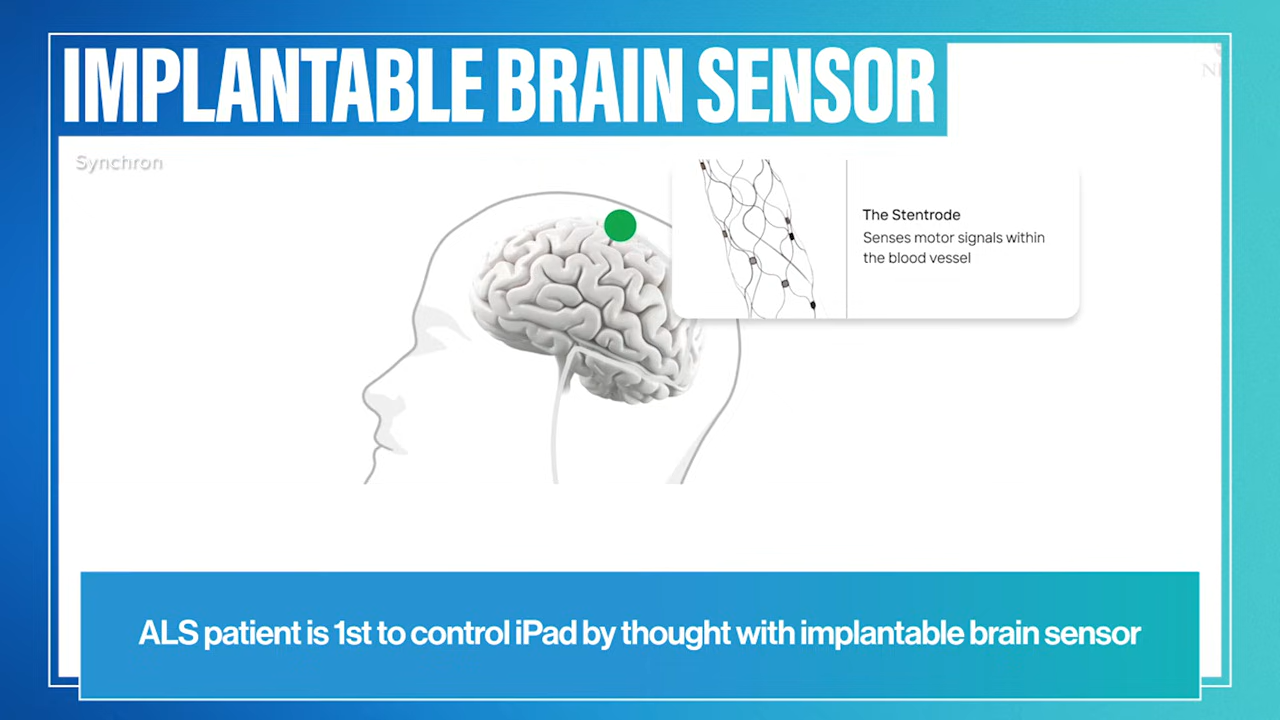 IMPLANTABLE BRAIN SENSOR
Synchron
The Stentrode
Senses motor signals within
the blood vessel
ALS patient is 1st to control iPad by thought with implantable brain sensor